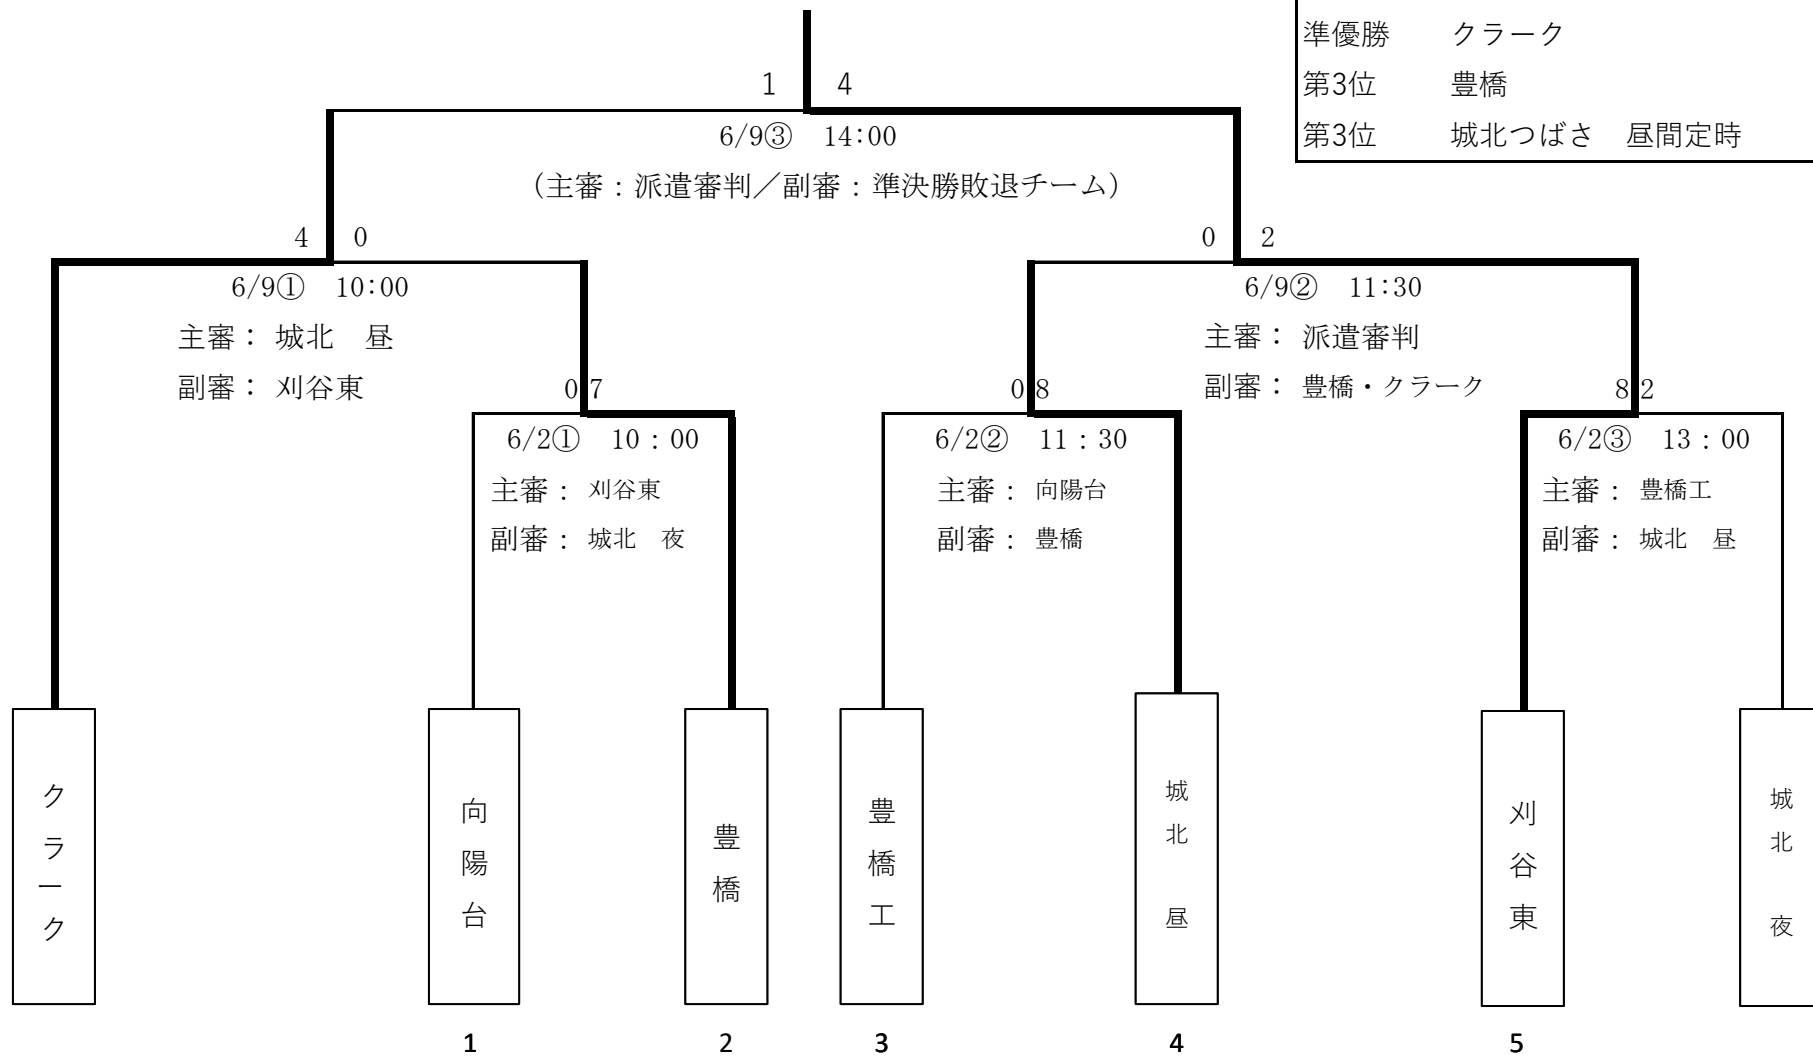 準優勝　クラーク
第3位　豊橋
第3位　城北つばさ　昼間定時
1 4
6/9③　14:00
（主審：派遣審判／副審：準決勝敗退チーム）
4 0
0 2
6/9①　10:00
6/9②　11:30
主審： 城北　昼
主審： 派遣審判
副審： 刈谷東
副審： 豊橋・クラーク
0 7
0 8
8 2
6/2①　10：00
6/2②　11：30
6/2③　13：00
主審： 刈谷東
主審： 向陽台
主審： 豊橋工
副審： 城北　夜
副審： 豊橋
副審： 城北　昼
クラーク
向陽台
豊橋
豊橋工
城北　昼
刈谷東
城北　夜
1 2 3 4 5